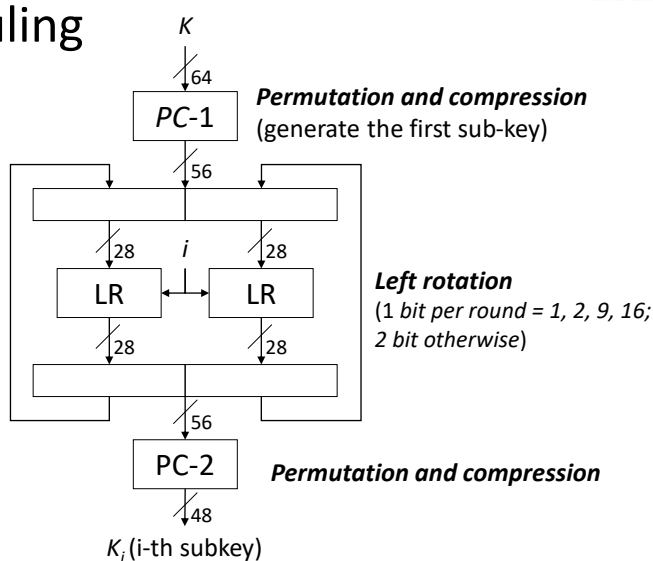 K
64
PC-1
Permutation and compression
(generate the first sub-key)
56
28
i
28
LR
LR
Left rotation
(1 bit per round = 1, 2, 9, 16;
2 bit otherwise)
28
28
56
PC-2
Permutation and compression
48
Ki (i-th subkey)